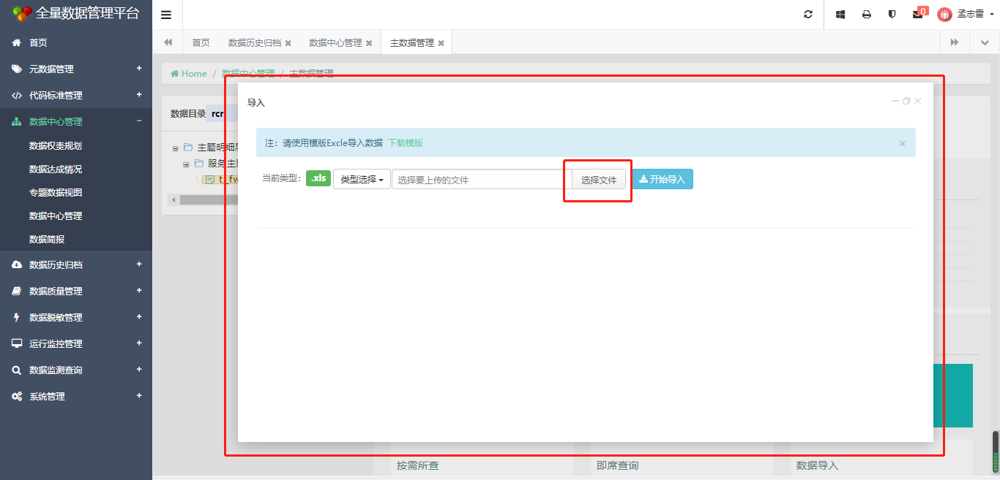 全量数据管理平台
首页
元数据管理
代码标准管理
数据中心管理
数据权责规划
数据达成情况
专题数据视图
数据中心管理
数据简报
数据历史归档
数据质量管理
数据脱敏管理
运行监控管理
数据监测查询
系统管理
0
孟志雷
首页 数据历史归档 数据中心管理 主数据管理
Home / 数据中心管理 / 主数据管理
数据目录 rcr
主题明细
服务主
t_fw
导入
注：请使用模版Excle导入数据 下载模版
当前类型: .xls 类型选择 选择要上传的文件 选择文件 开始导入
按需所查 即席查询 数据导入